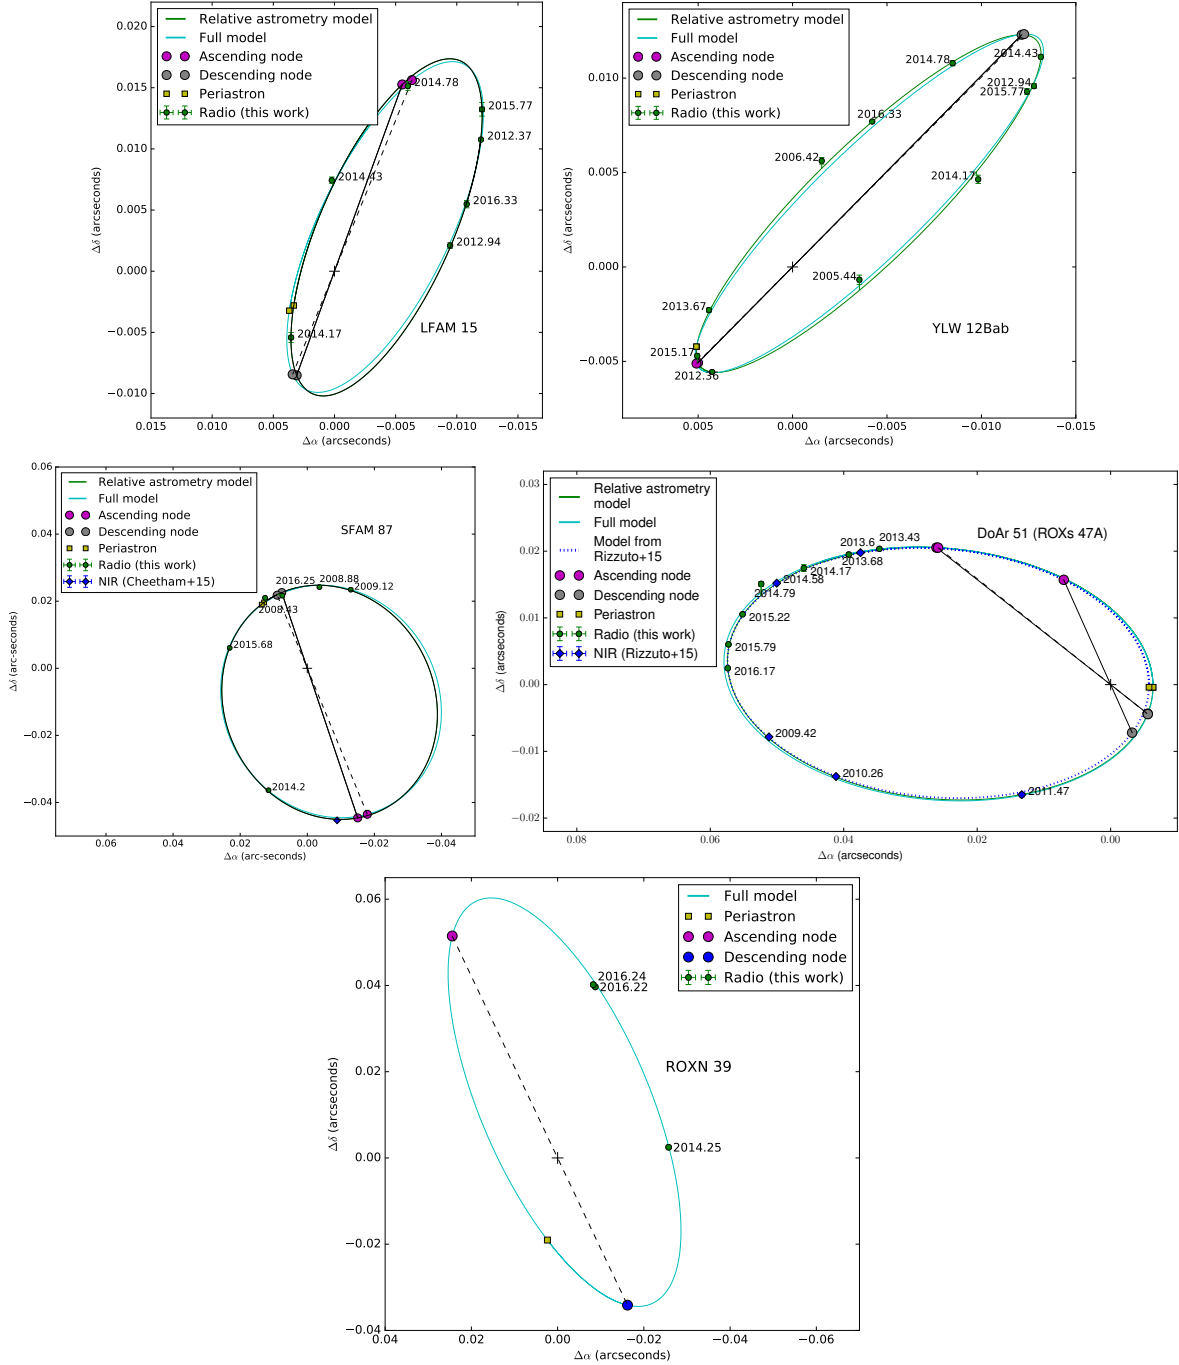 0.020
0.015
0.010
0.005
0.000
−0.005
−0.010
Δδ (arcseconds)
Relative astrometry model
Full model
Ascending node
Descending node
Periastron
Radio (this work)
2014.78
2015.77
2012.37
2014.43
2016.33
2012.94
2014.17
LFAM 15
0.015 0.010 0.005 0.000 −0.005 −0.010 −0.015
Δα (arcseconds)
0.010
0.005
0.000
−0.005
Δδ (arcseconds)
Relative astrometry model
Full model
Ascending node
Descending node
Periastron
Radio (this work)
2014.78
2014.43
2012.94
2015.77
2016.33
2006.42
2014.17
2005.44
2013.67
YLW 12Bab
2015.17
2012.36
0.005 0.000 −0.005 −0.010 −0.015
Δα (arcseconds)
0.06
0.04
0.02
0.00
−0.02
−0.04
Δδ (arc-seconds)
Relative astrometry model
Full model
Ascending node
Descending node
Periastron
Radio (this work)
NIR (Cheetham+15)
SFAM 87
2016.25
2008.88
2009.12
2008.43
2015.68
2014.2
0.06 0.04 0.02 0.00 −0.02 −0.04
Δα (arc-seconds)
0.03
0.02
0.01
0.00
−0.01
−0.02
Δδ (arcseconds)
Relative astrometry
model
Full model
Model from
Rizzuto+15
Ascending node
Descending node
Periastron
Radio (this work)
NIR (Rizzuto+15)
DoAr 51 (ROXs 47A)
2013.6
2013.43
2013.68
2014.17
2014.58
2014.79
2015.22
2015.79
2016.17
2009.42
2010.26
2011.47
0.08 0.06 0.04 0.02 0.00
Δα (arcseconds)
0.06
0.04
0.02
0.00
−0.02
−0.04
Δδ (arcseconds)
Full model
Periastron
Ascending node
Descending node
Radio (this work)
2016.24
2016.22
ROXN 39
2014.25
0.04 0.02 0.00 −0.02 −0.04 −0.06
Δα (arcseconds)